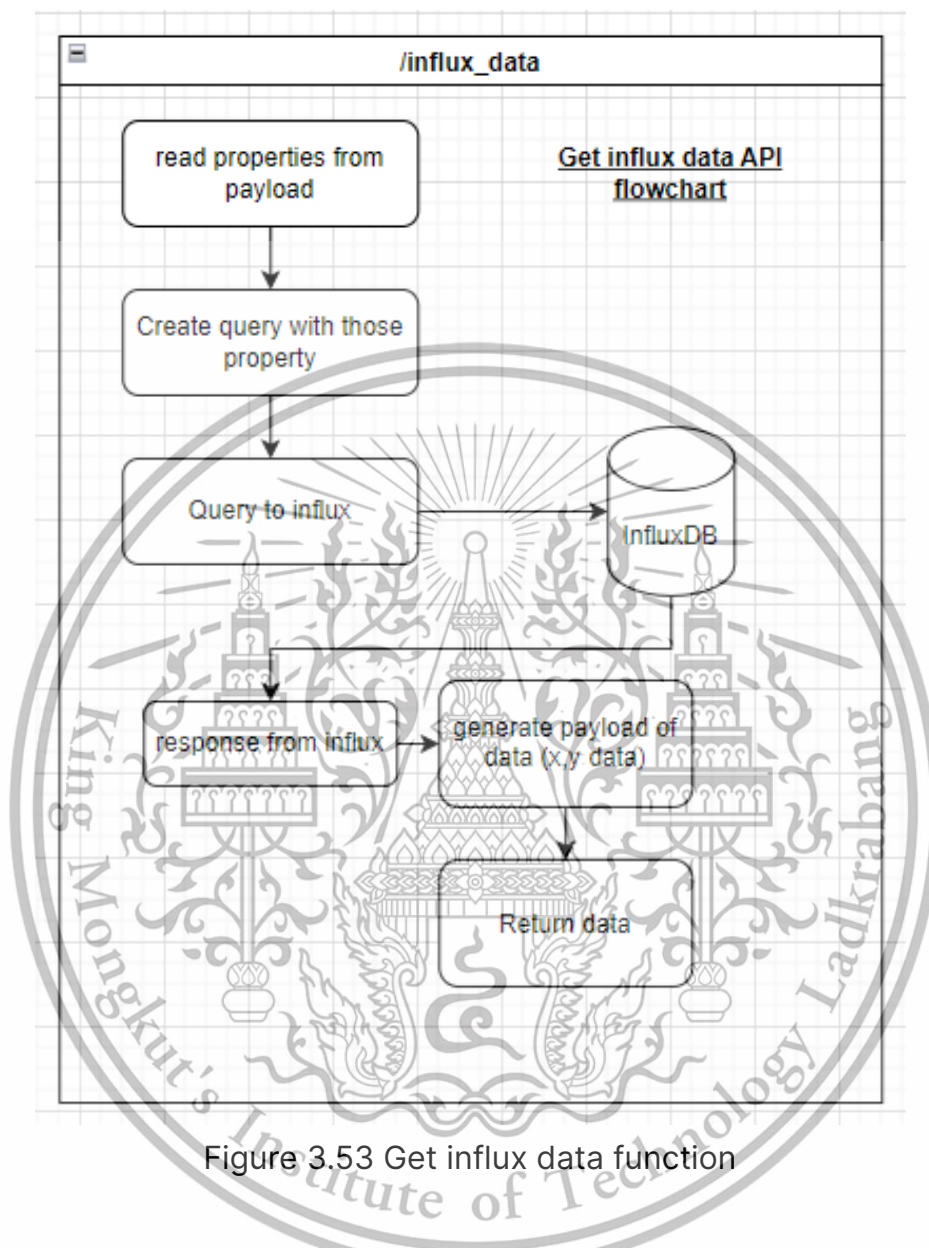 /influx_data
read properties from
payload
Get influx data API
flowchart
Create query with those
property
Query to influx
InfluxDB
response from influx
generate payload of
data (x,y data)
Return data
King Mongkut's Institute of Technology Ladkrabang
Figure 3.53 Get influx data function